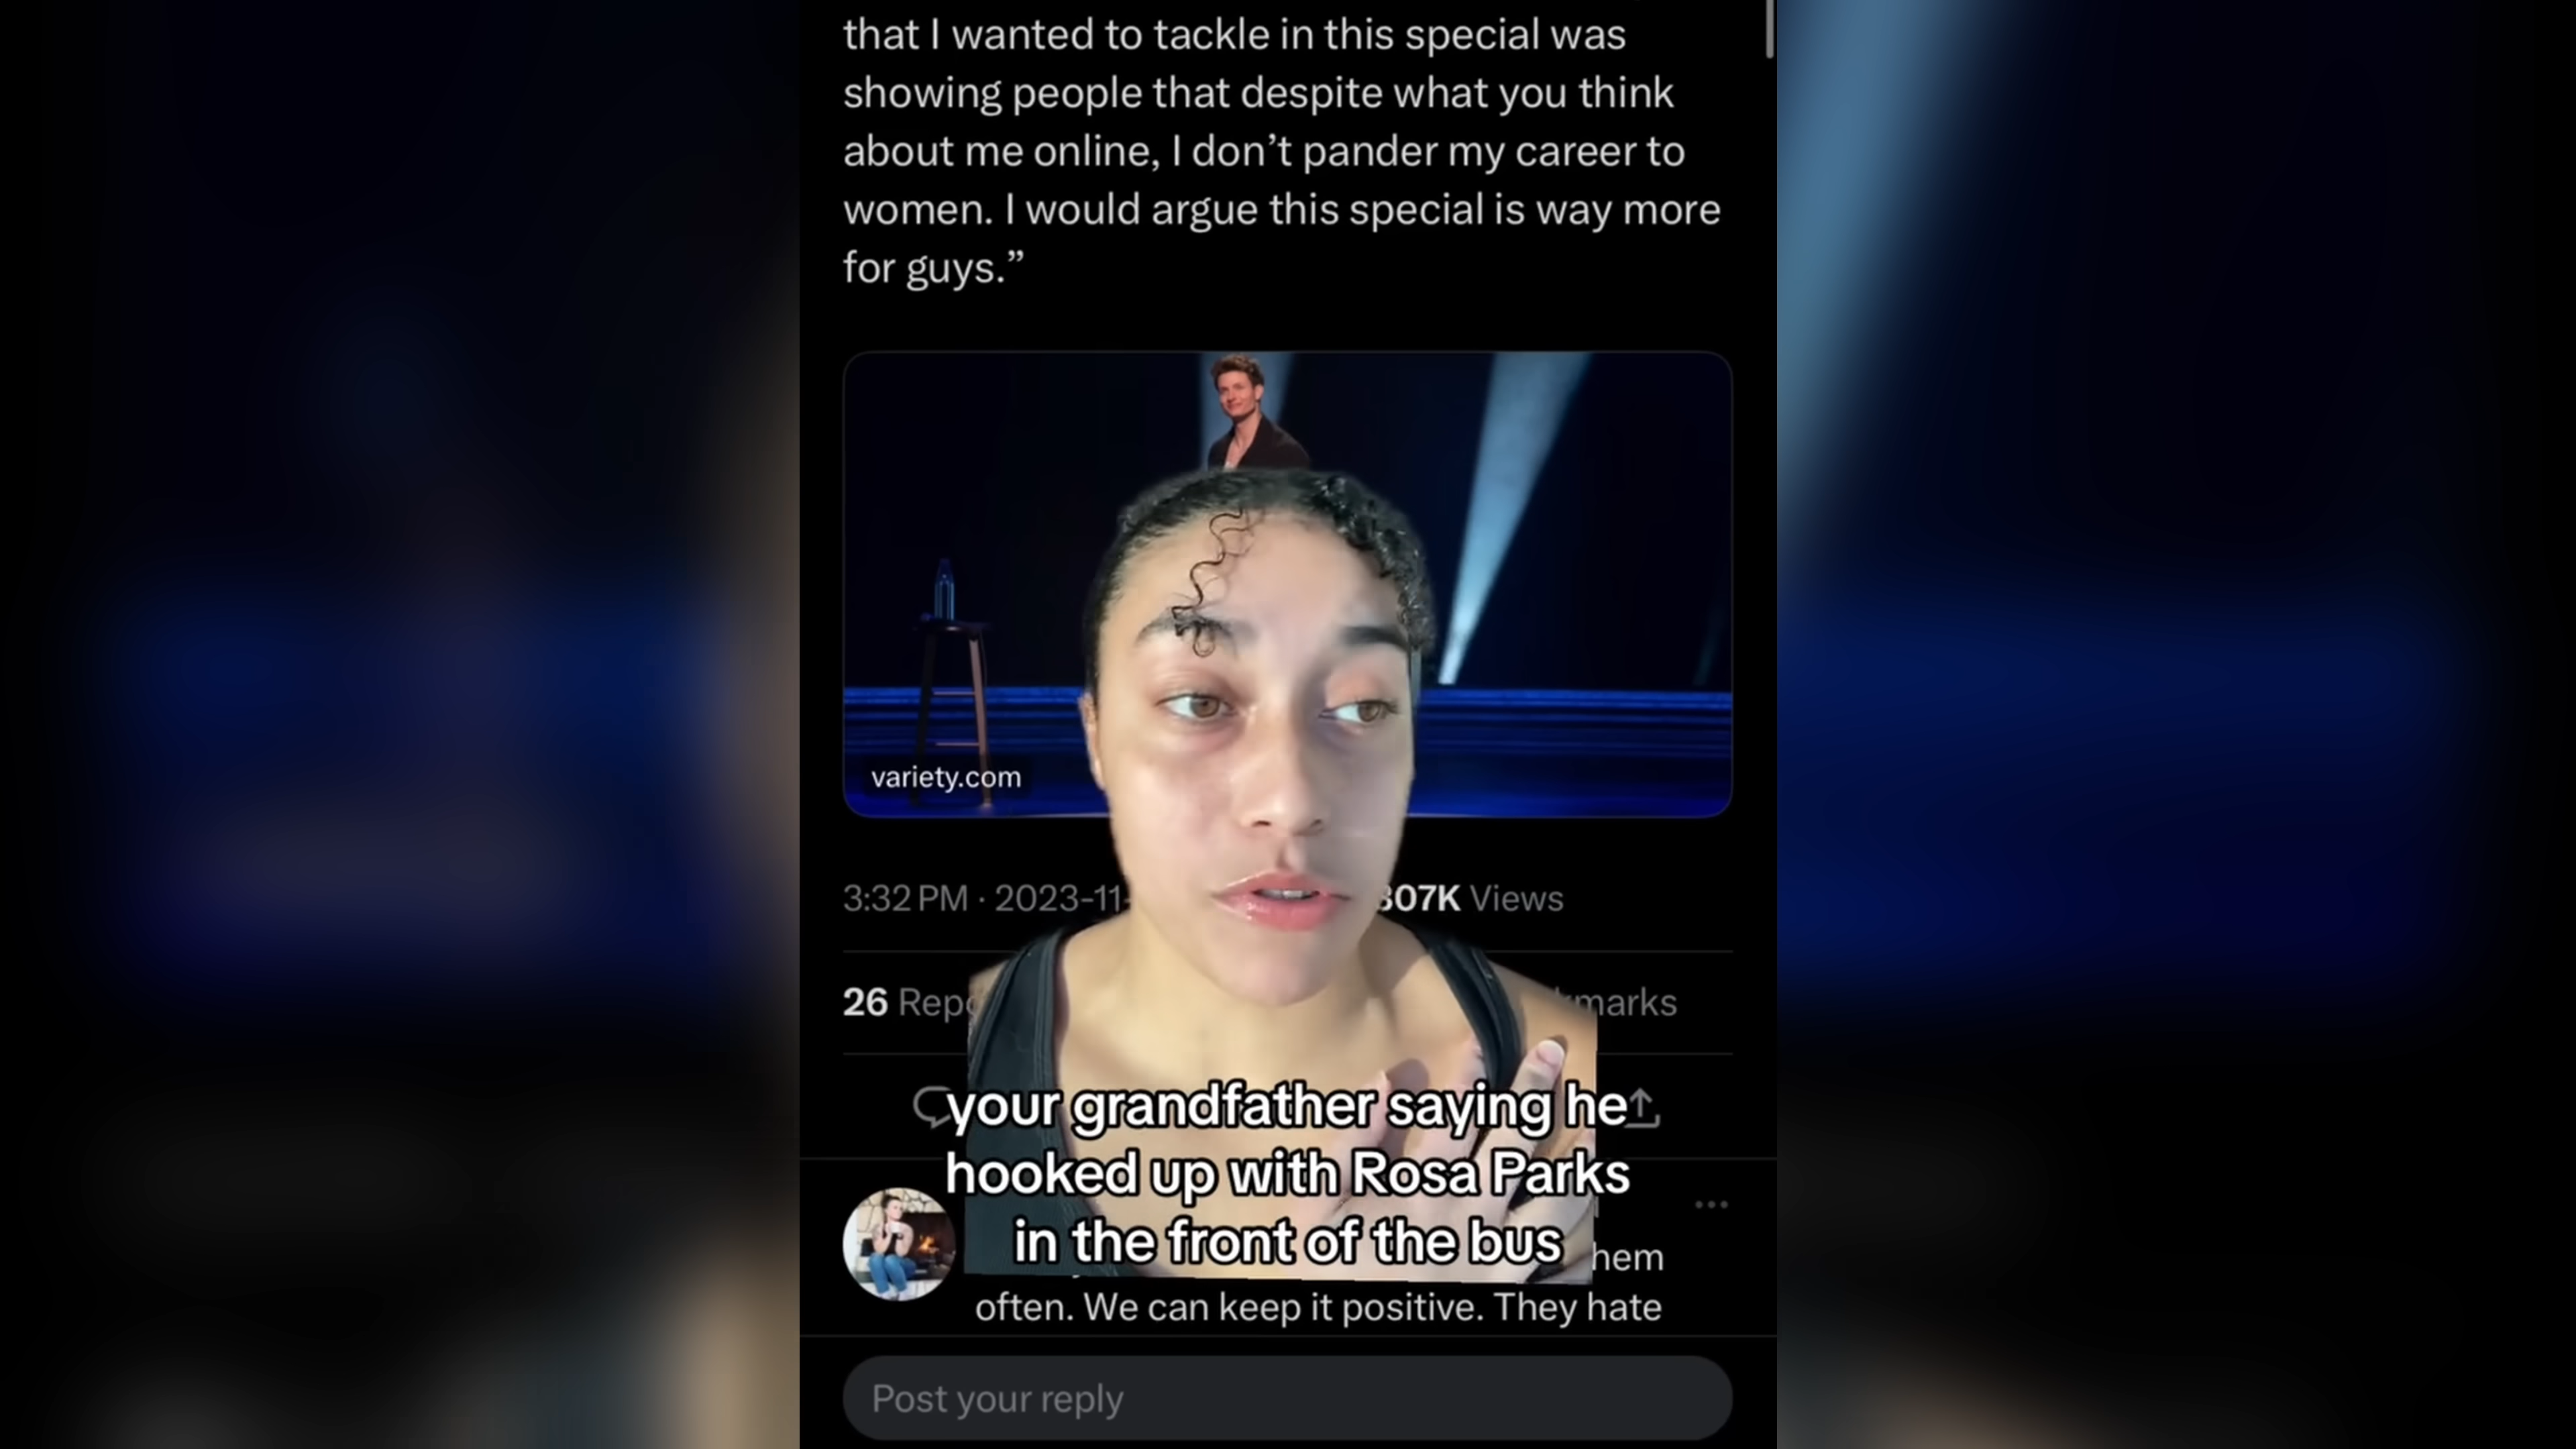 that I wanted to tackle in this special was
showing people that despite what you think
about me online, I don’t pander my career to
women. I would argue this special is way more
for guys.”
variety.com
3:32 PM · 2023-11-
307K Views
26
your grandfather saying he
hooked up with Rosa Parks
in the front of the bus
often. We can keep it positive. They hate
Post your reply